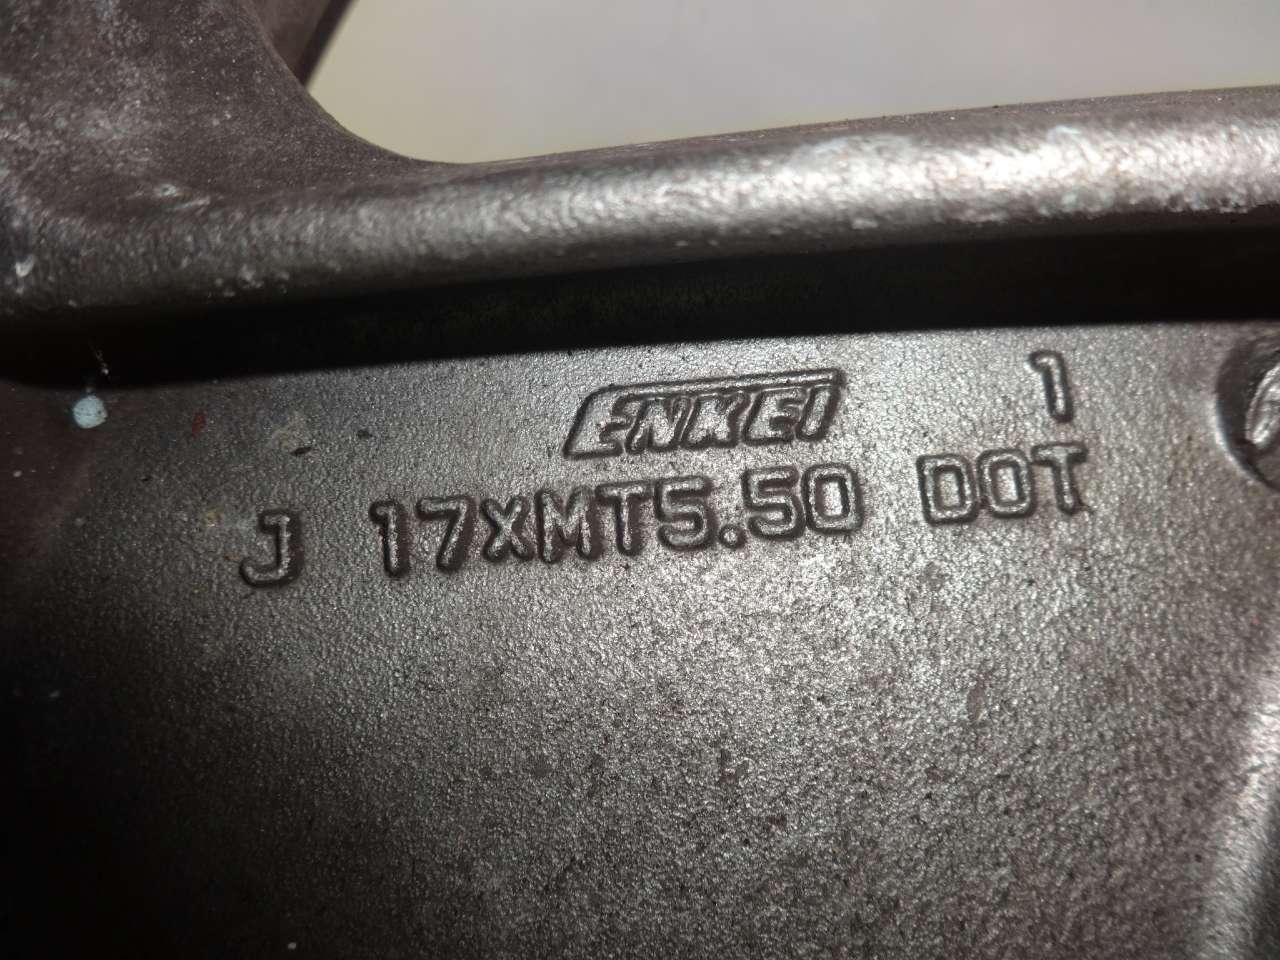 ENKEI 1
J 17XMT5.50 DOT